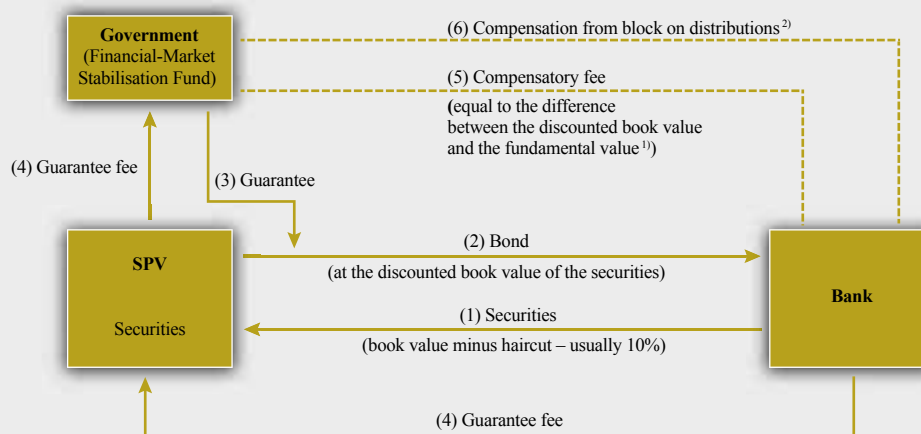 Government
(Financial-Market
Stabilisation Fund)
(6) Compensation from block on distributions 2)
(5) Compensatory fee
(equal to the difference
between the discounted book value
and the fundamental value 1))
(4) Guarantee fee
(3) Guarantee
SPV
Securities
(2) Bond
(at the discounted book value of the securities)
(1) Securities
(book value minus haircut – usually 10%)
Bank
(4) Guarantee fee